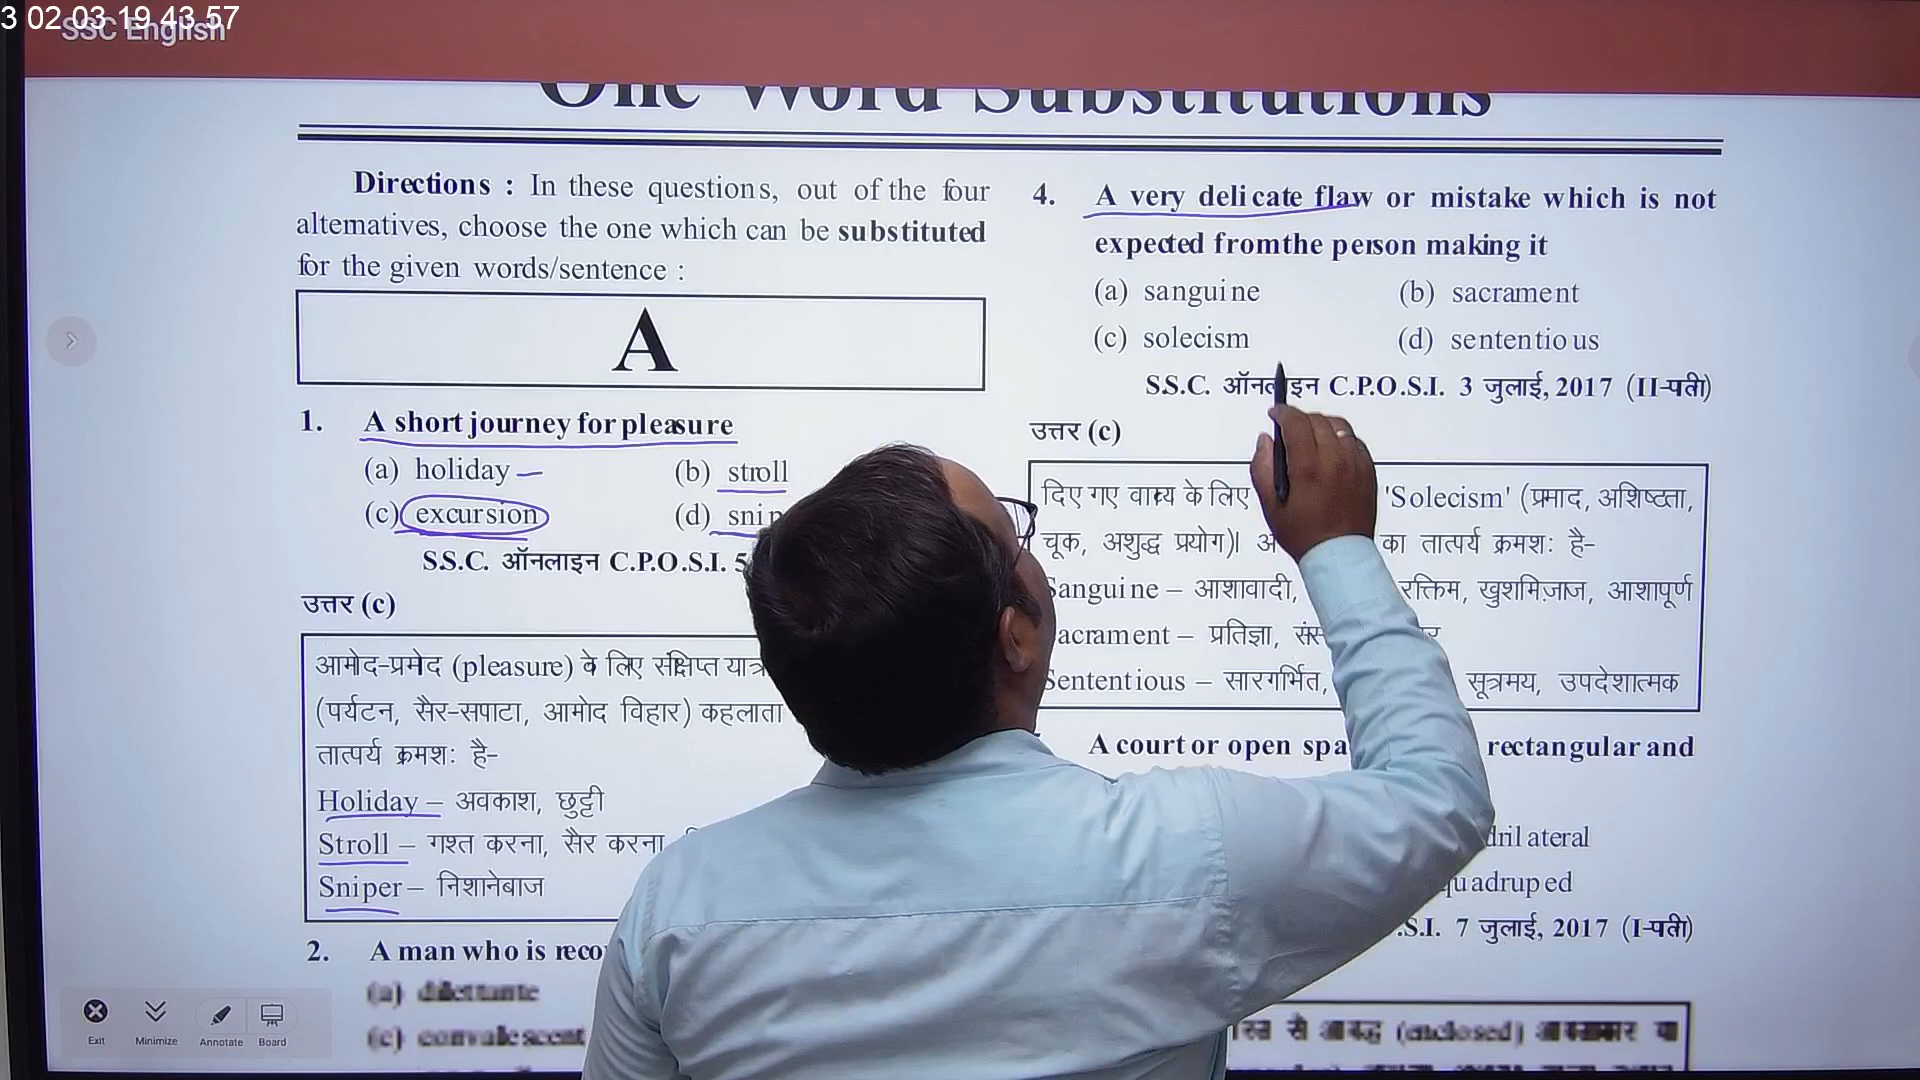 3 02 03 19 43 57
SSC English
One Word Substitutions
Directions : In these questions, out of the four
alternatives, choose the one which can be substituted
for the given words/sentence :
A
1. A short journey for pleasure
(a) holiday (b) stroll
(c) excursion (d) snip
S.S.C. ऑनलाइन C.P.O.S.I. 5
उत्तर (c)
आमोद-प्रमोद (pleasure) के लिए संक्षिप्त यात्र
(पर्यटन, सैर-सपाटा, आमोद विहार) कहलाता
तात्पर्य क्रमशः है-
Holiday – अवकाश, छुट्टी
Stroll – गश्त करना, सैर करना
Sniper – निशानेबाज
2. A man who is reco
(a) dilettante
(c) convalescent
4. A very delicate flaw or mistake which is not
expected from the person making it
(a) sanguine (b) sacrament
(c) solecism (d) sententious
S.S.C. ऑनलाइन C.P.O.S.I. 3 जुलाई, 2017 (II-पाली)
उत्तर (c)
दिए गए वाक्य के लिए 'Solecism' (प्रमाद, अशिष्टता,
चूक, अशुद्ध प्रयोग)। अ का तात्पर्य क्रमशः है-
Sanguine – आशावादी, रक्तिम, खुशमिज़ाज, आशापूर्ण
acrament – प्रतिज्ञा,
Sententious – सारगर्भित, सूत्रमय, उपदेशात्मक
A court or open spa rectangular and
drilateral
quadruped
.S.I. 7 जुलाई, 2017 (I-पाली)
से आबद्ध (enclosed) आयताकार या
Exit Minimize Annotate Board